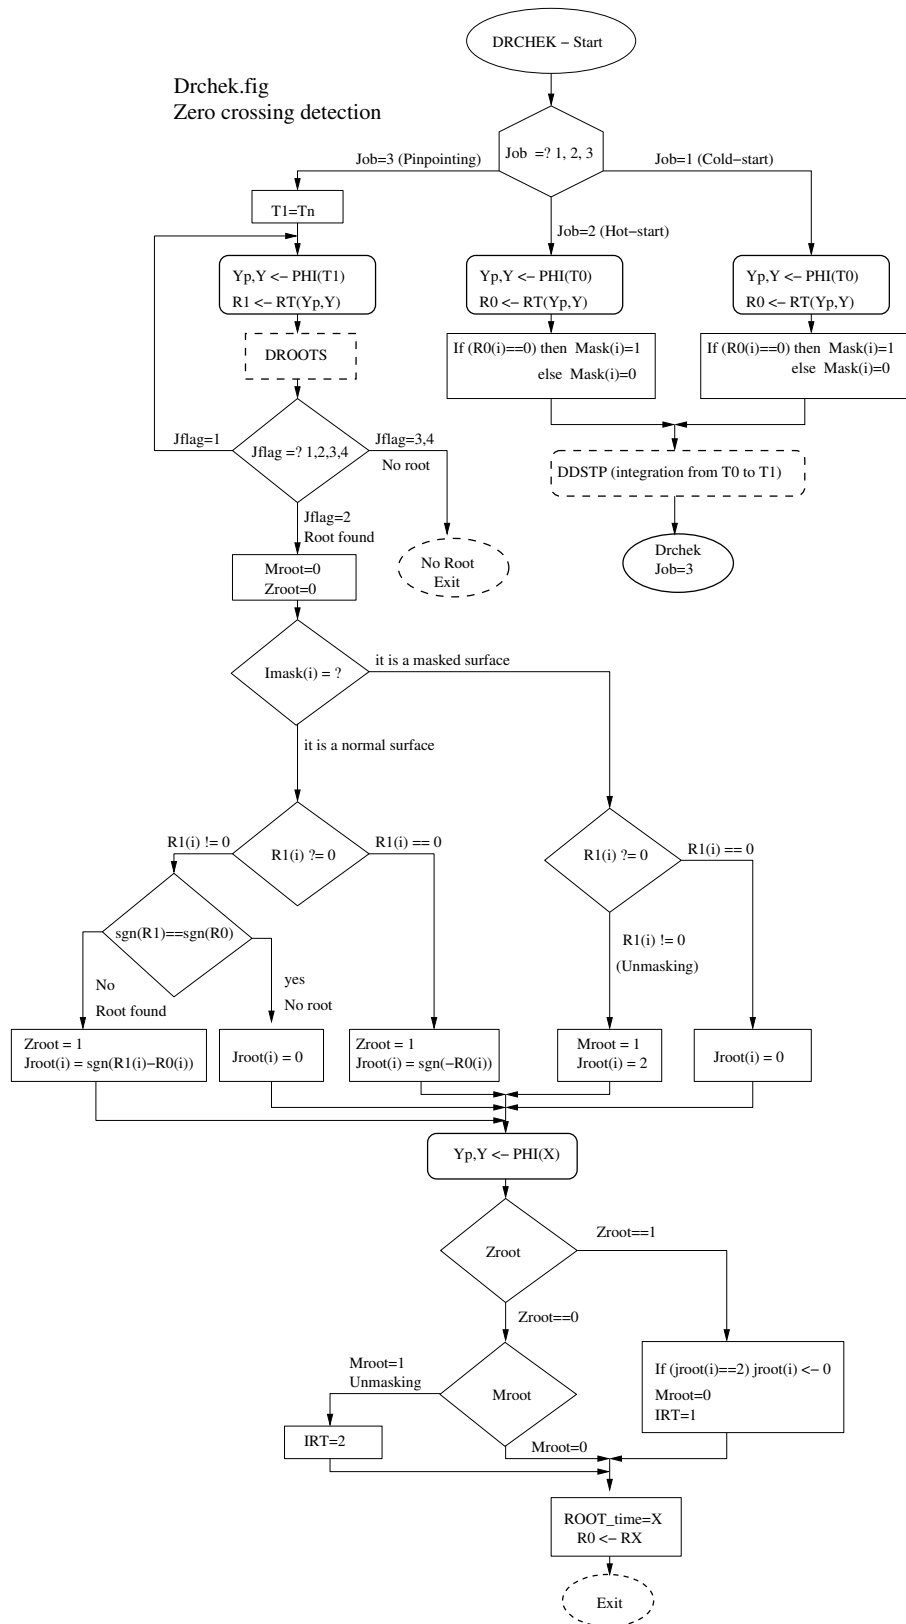 DRCHEK – Start
Drchek.fig
Zero crossing detection
Job =? 1, 2, 3
Job=3 (Pinpointing)
Job=1 (Cold−start)
T1=Tn
Job=2 (Hot−start)
Yp,Y <− PHI(T1)
R1 <− RT(Yp,Y)
Yp,Y <− PHI(T0)
R0 <− RT(Yp,Y)
Yp,Y <− PHI(T0)
R0 <− RT(Yp,Y)
DROOTS
If (R0(i)==0) then Mask(i)=1
else Mask(i)=0
If (R0(i)==0) then Mask(i)=1
else Mask(i)=0
Jflag=1
Jflag =? 1,2,3,4
Jflag=3,4
No root
DDSTP (integration from T0 to T1)
Jflag=2
Root found
No Root
Exit
Drchek
Job=3
Mroot=0
Zroot=0
Imask(i) = ?
it is a masked surface
it is a normal surface
R1(i) != 0
R1(i) ?= 0
R1(i) == 0
R1(i) ?= 0
R1(i) == 0
sgn(R1)==sgn(R0)
R1(i) != 0
(Unmasking)
No
Root found
yes
No root
Zroot = 1
Jroot(i) = sgn(R1(i)−R0(i))
Jroot(i) = 0
Zroot = 1
Jroot(i) = sgn(−R0(i))
Mroot = 1
Jroot(i) = 2
Jroot(i) = 0
Yp,Y <− PHI(X)
Zroot
Zroot==1
Zroot==0
Mroot=1
Unmasking
Mroot
If (jroot(i)==2) jroot(i) <− 0
Mroot=0
IRT=1
IRT=2
Mroot=0
ROOT_time=X
R0 <− RX
Exit